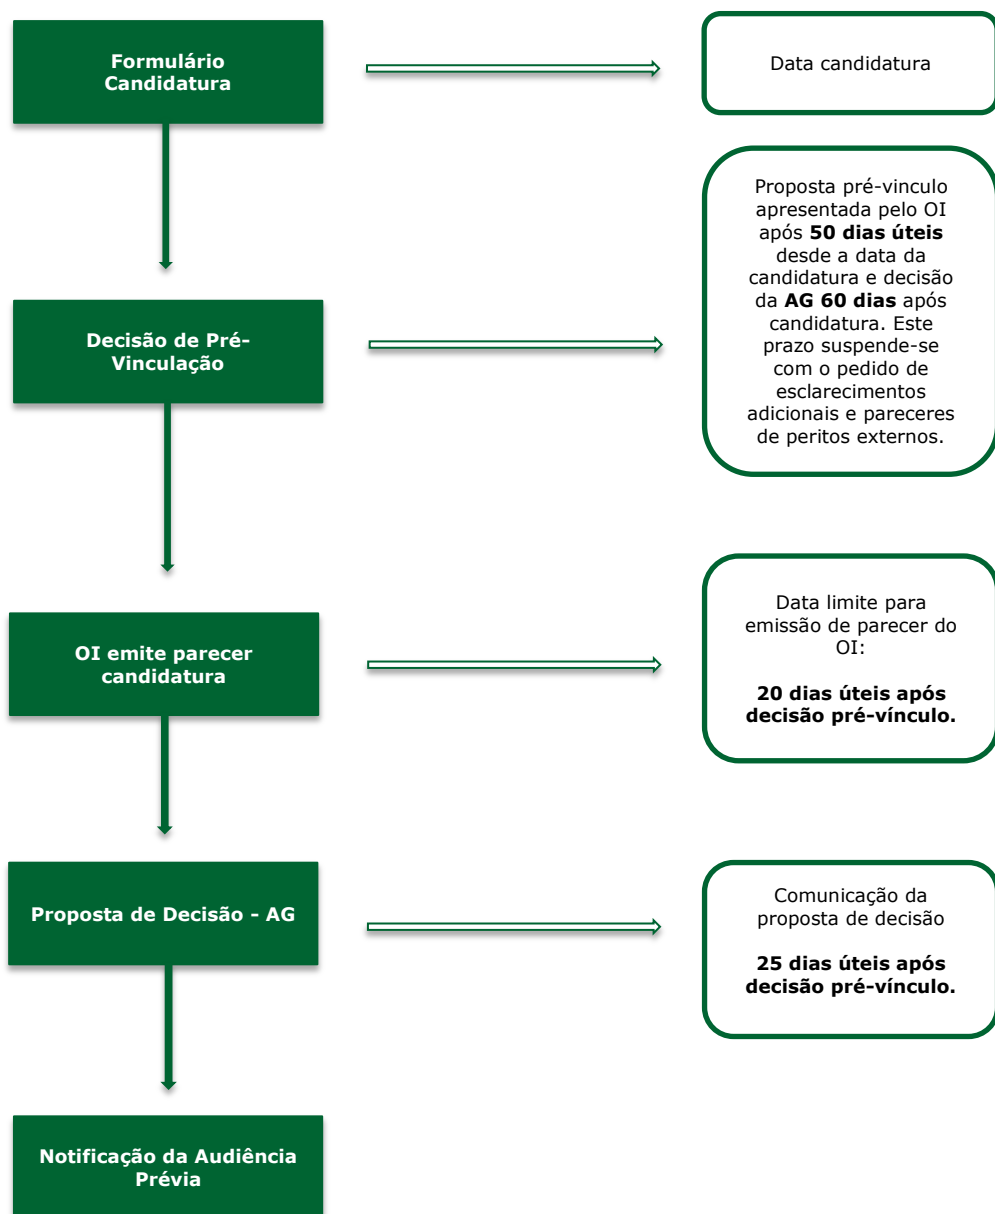 Formulário
Candidatura
Data candidatura
Proposta pré-vinculo
apresentada pelo OI
após 50 dias úteis
desde a data da
candidatura e decisão
da AG 60 dias após
candidatura. Este
prazo suspende-se
com o pedido de
esclarecimentos
adicionais e pareceres
de peritos externos.
Decisão de Pré-
Vinculação
OI emite parecer
candidatura
Data limite para
emissão de parecer do
OI:
20 dias úteis após
decisão pré-vínculo.
Proposta de Decisão - AG
Comunicação da
proposta de decisão
25 dias úteis após
decisão pré-vínculo.
Notificação da Audiência
Prévia